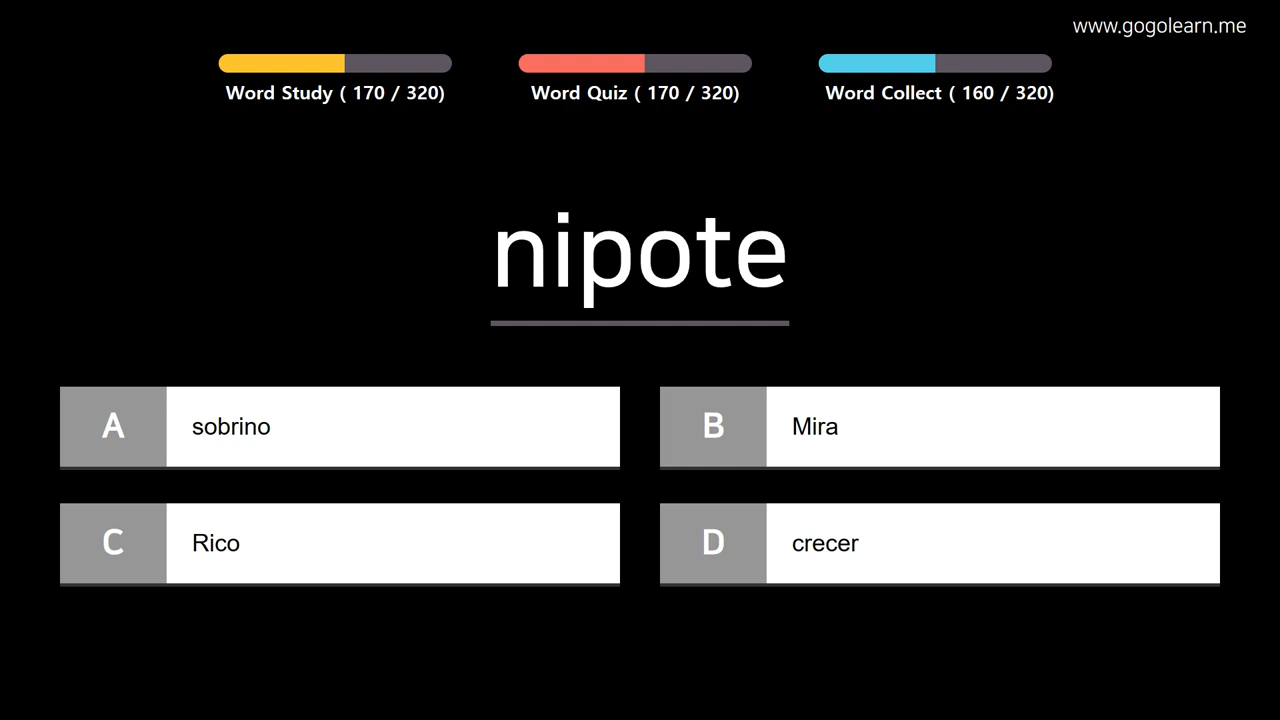 www.gogolearn.me
Word Study ( 170 / 320)
Word Quiz ( 170 / 320)
Word Collect ( 160 / 320)
nipote
A sobrino
B Mira
C Rico
D crecer